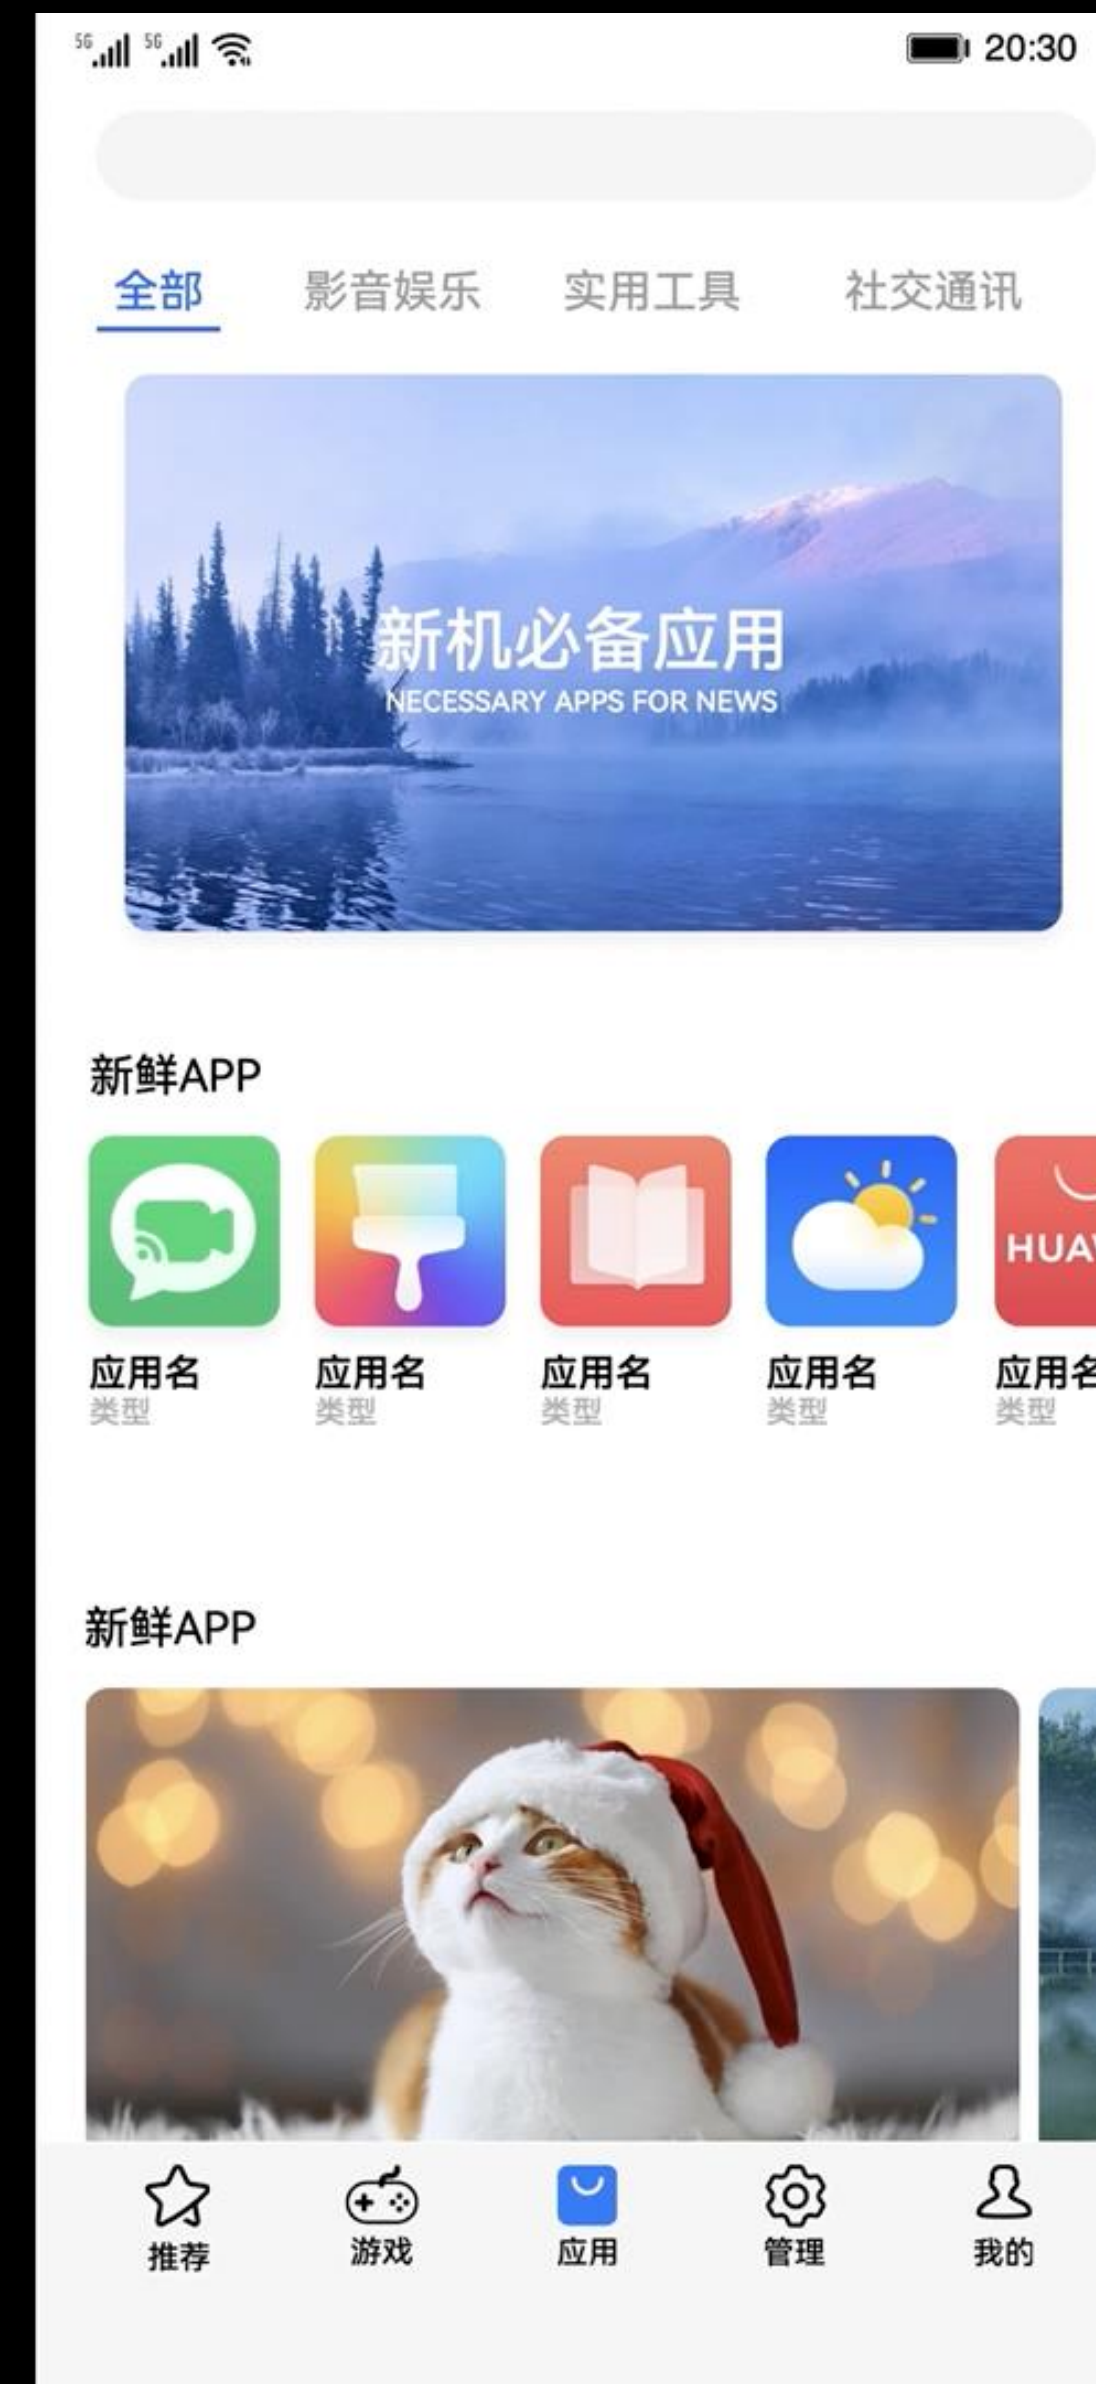 5G 5G 20:30
全部 影音娱乐 实用工具 社交通讯
新机必备应用
NECESSARY APPS FOR NEWS
新鲜APP
HUA
应用名 应用名 应用名 应用名 应用名
类型 类型 类型 类型 类型
新鲜APP
推荐 游戏 应用 管理 我的